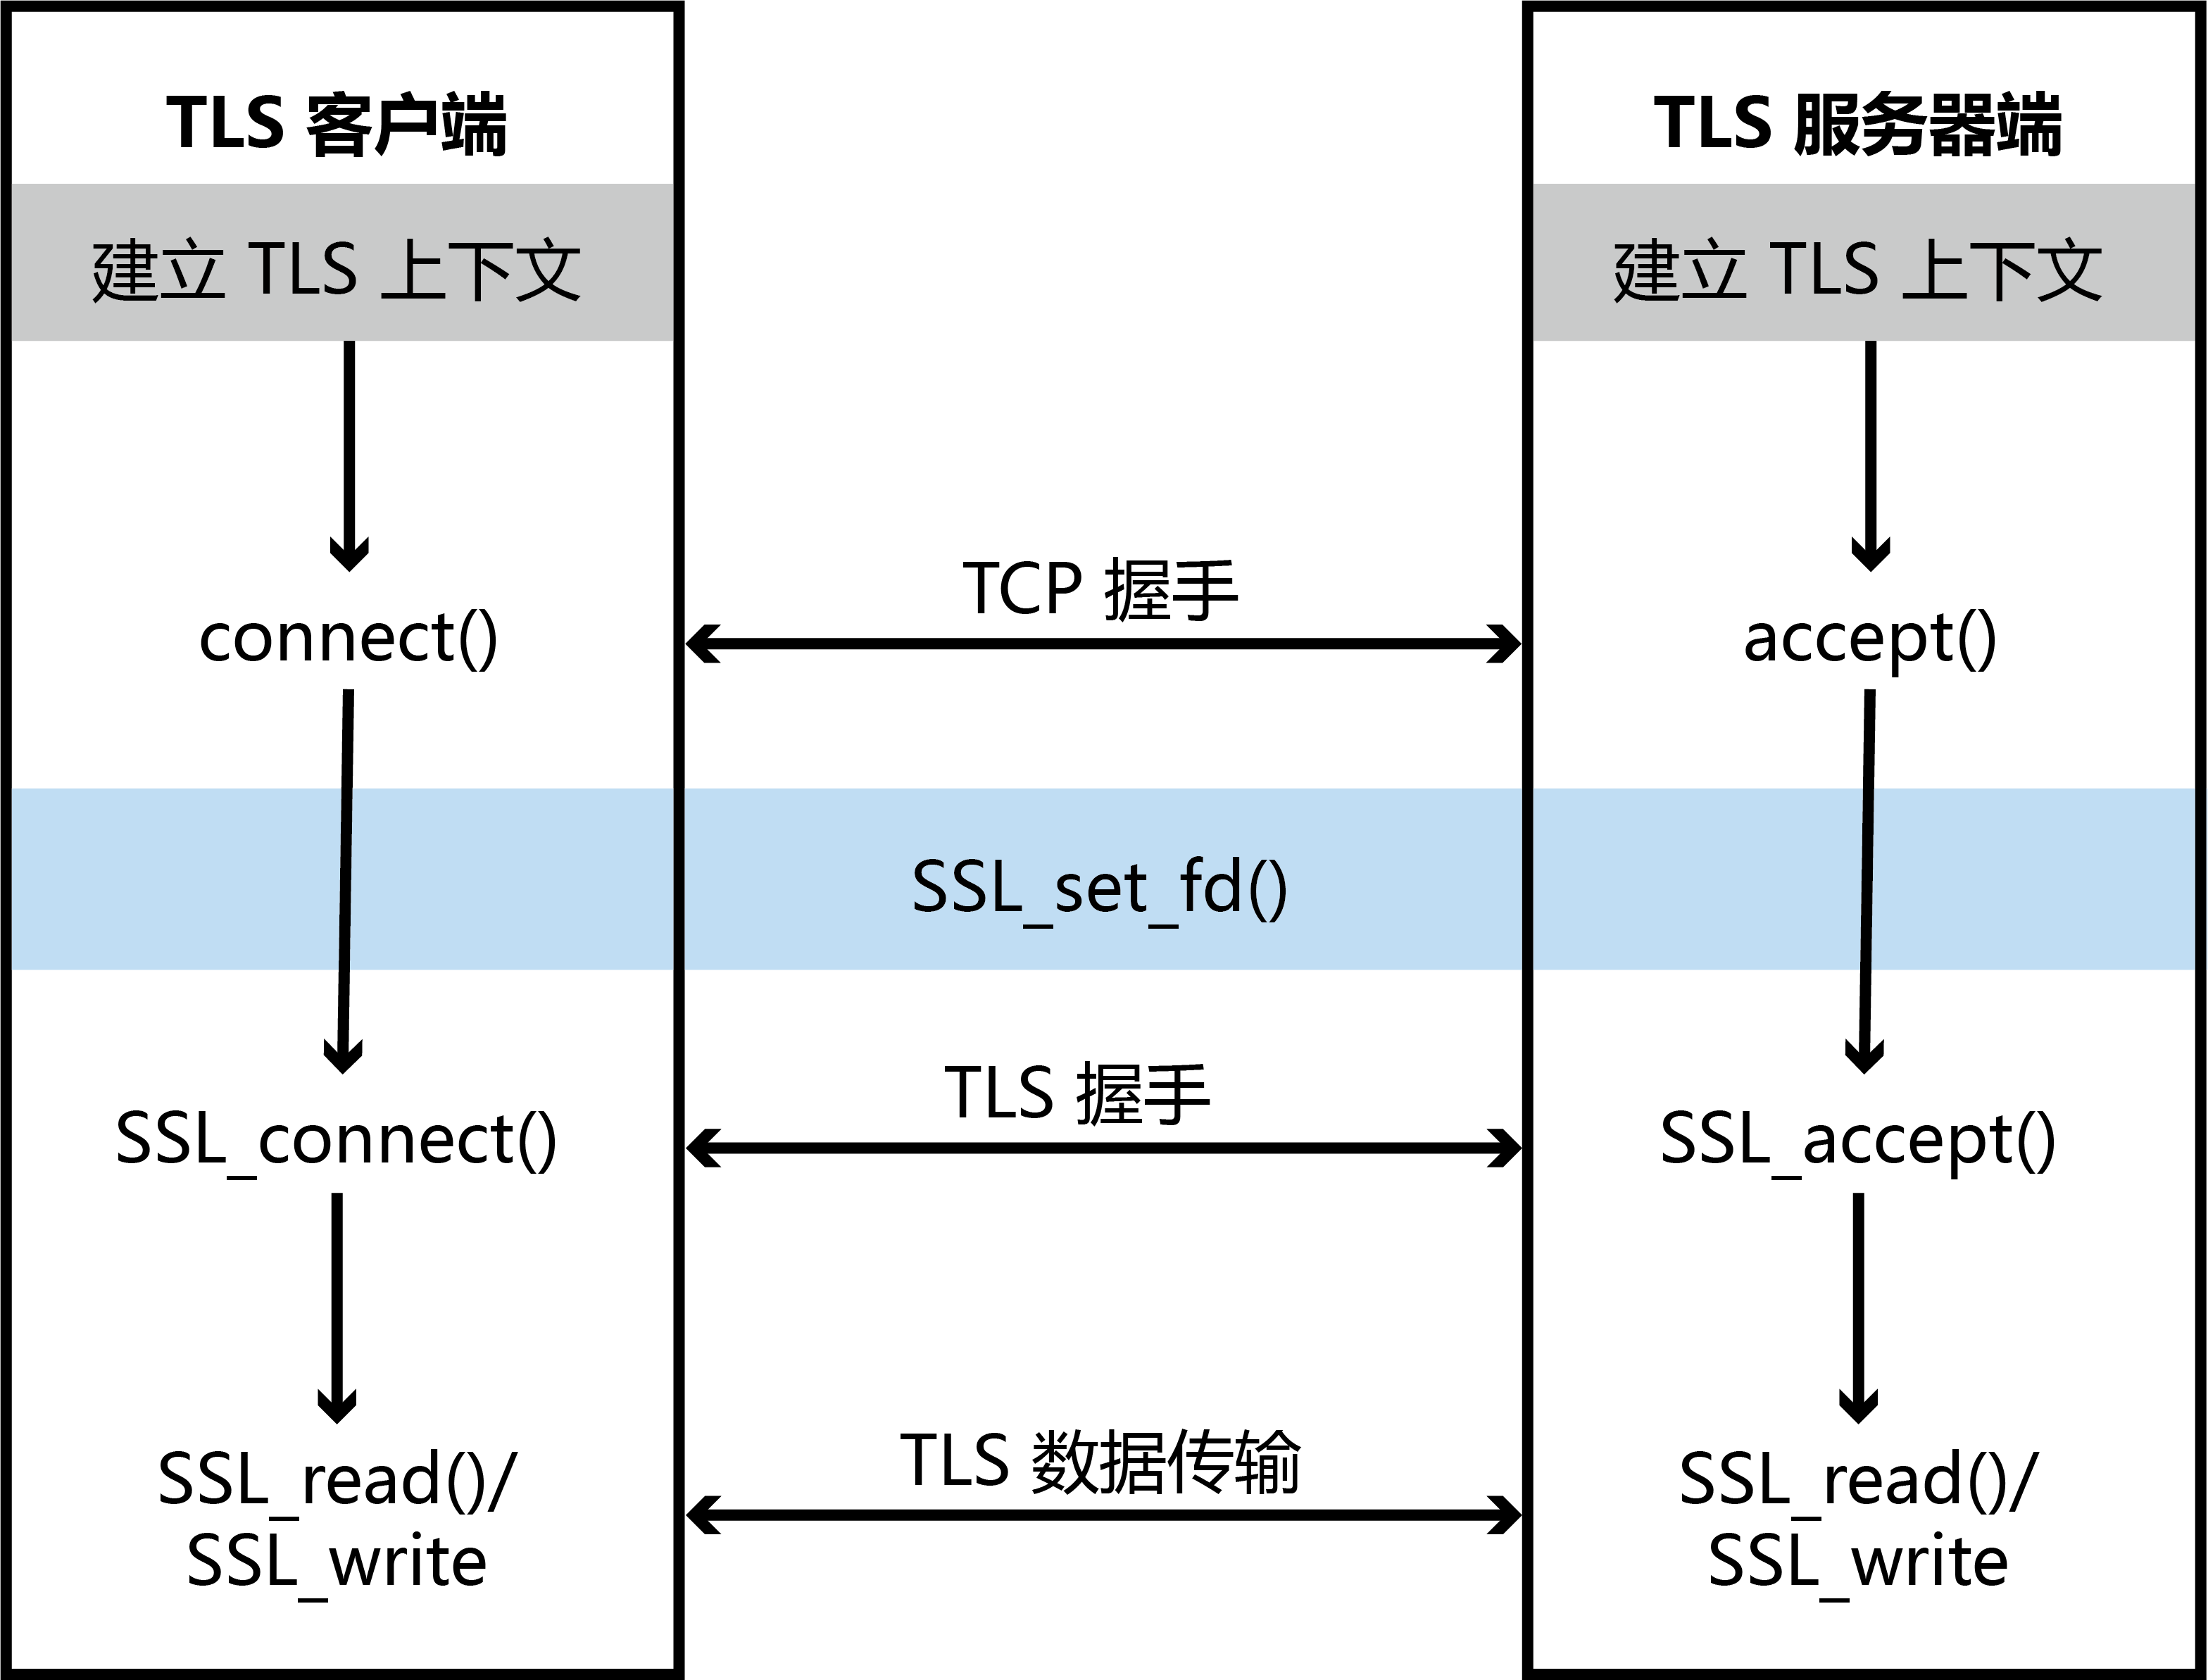 TLS 客户端
TLS 服务器端
建立 TLS 上下文
建立 TLS 上下文
TCP 握手
connect()
accept()
SSL_set_fd()
TLS 握手
SSL_connect()
SSL_accept()
TLS 数据传输
SSL_read()/
SSL_write
SSL_read()/
SSL_write